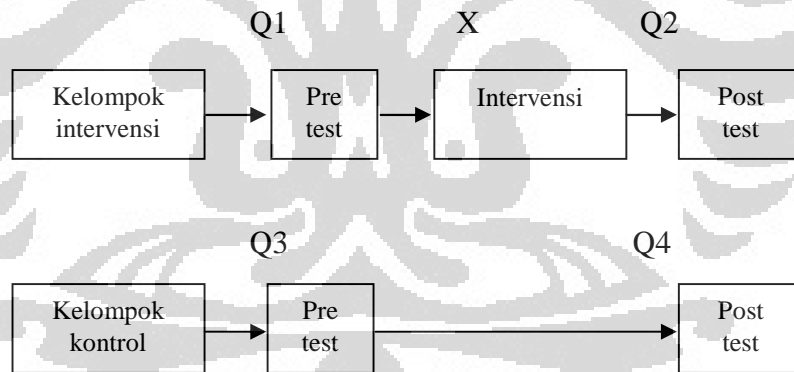 Q1 X Q2
Kelompok
intervensi
Pre
test
Intervensi
Post
test
Q3 Q4
Kelompok
kontrol
Pre
test
Post
test